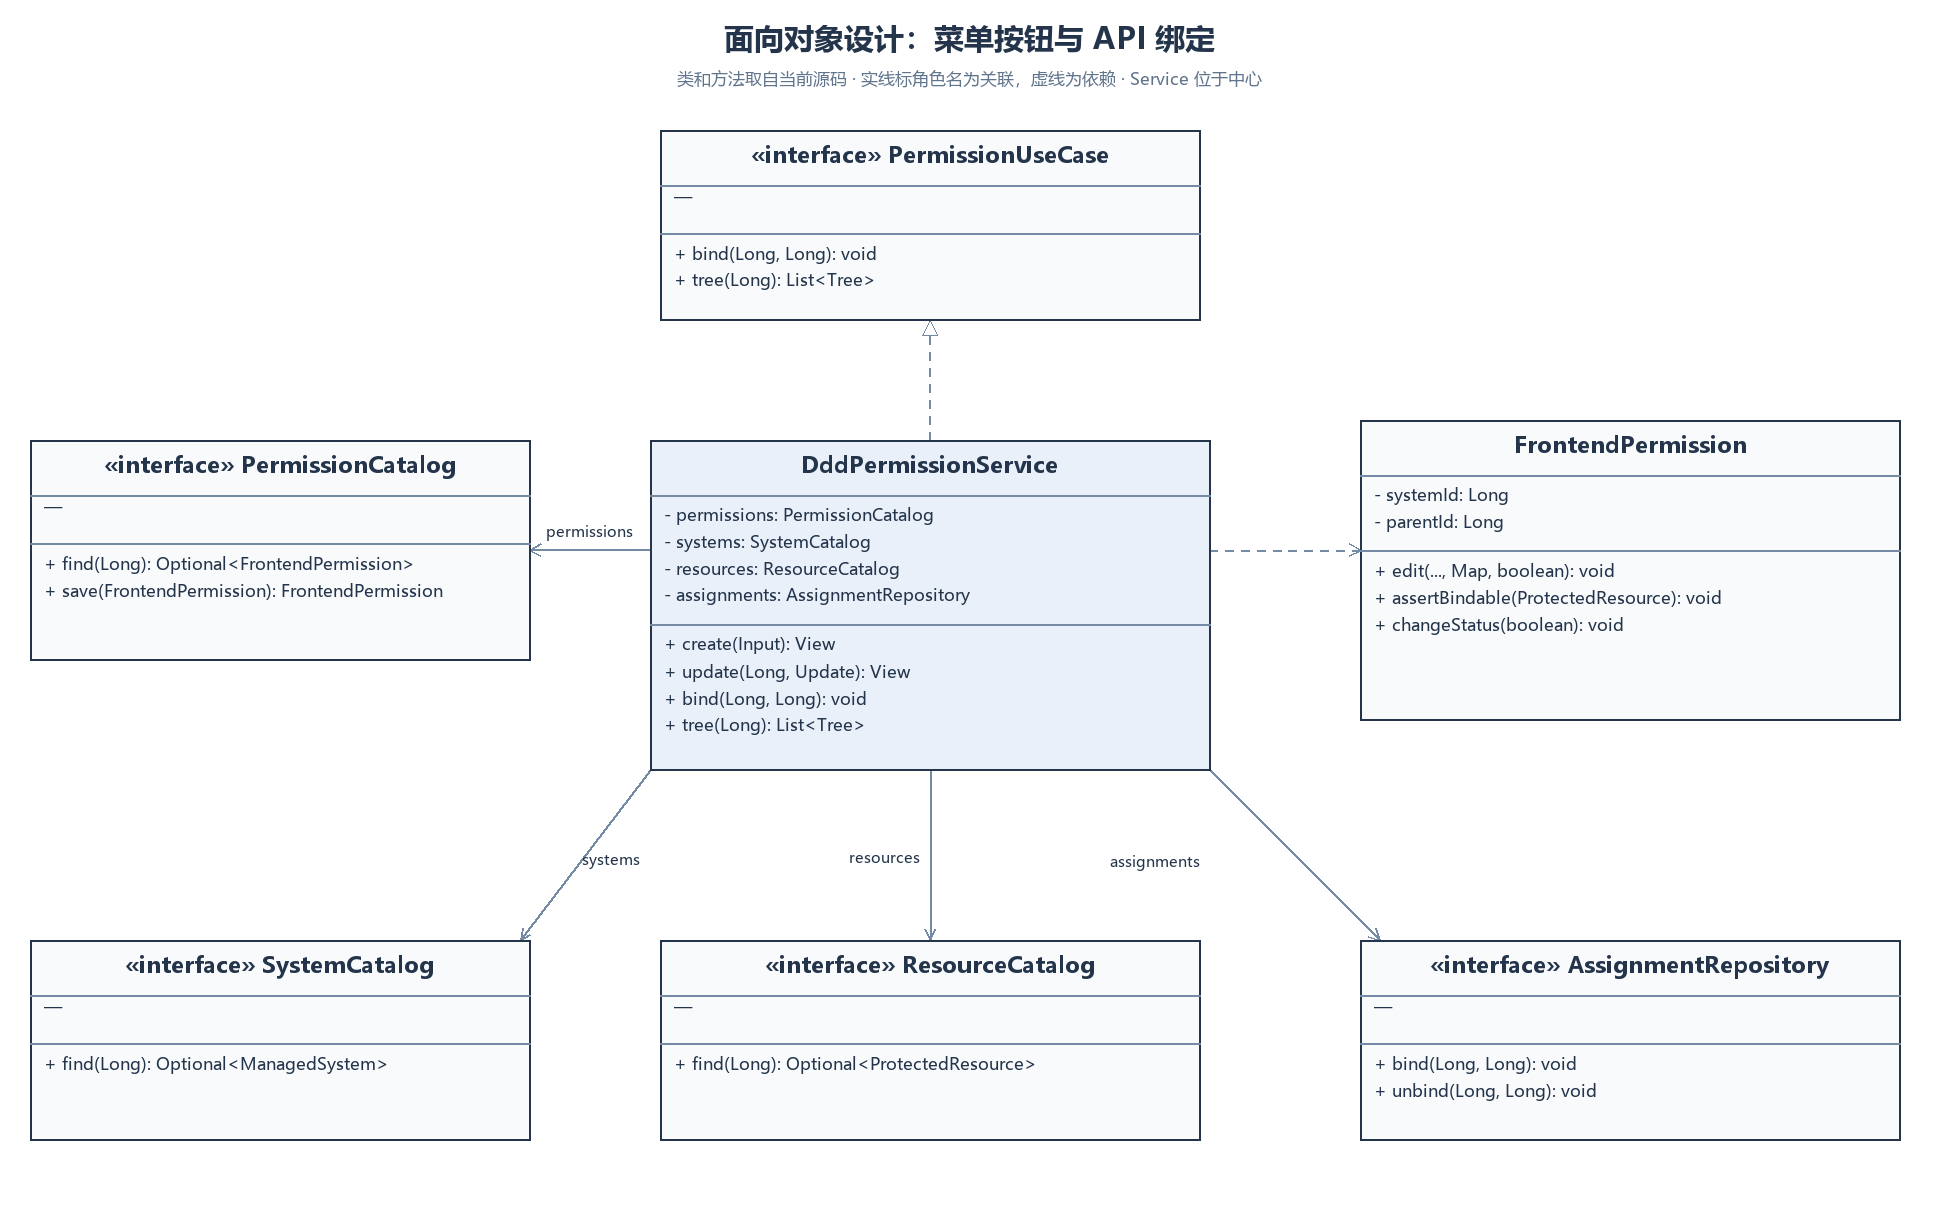 面向对象设计：菜单按钮与 API 绑定
类和方法取自当前源码 · 实线标角色名为关联，虚线为依赖 · Service 位于中心
«interface» PermissionUseCase
—
+ bind(Long, Long): void
+ tree(Long): List<Tree>
«interface» PermissionCatalog
—
+ find(Long): Optional<FrontendPermission>
+ save(FrontendPermission): FrontendPermission
permissions
DddPermissionService
- permissions: PermissionCatalog
- systems: SystemCatalog
- resources: ResourceCatalog
- assignments: AssignmentRepository
+ create(Input): View
+ update(Long, Update): View
+ bind(Long, Long): void
+ tree(Long): List<Tree>
FrontendPermission
- systemId: Long
- parentId: Long
+ edit(..., Map, boolean): void
+ assertBindable(ProtectedResource): void
+ changeStatus(boolean): void
systems
resources
assignments
«interface» SystemCatalog
—
+ find(Long): Optional<ManagedSystem>
«interface» ResourceCatalog
—
+ find(Long): Optional<ProtectedResource>
«interface» AssignmentRepository
—
+ bind(Long, Long): void
+ unbind(Long, Long): void